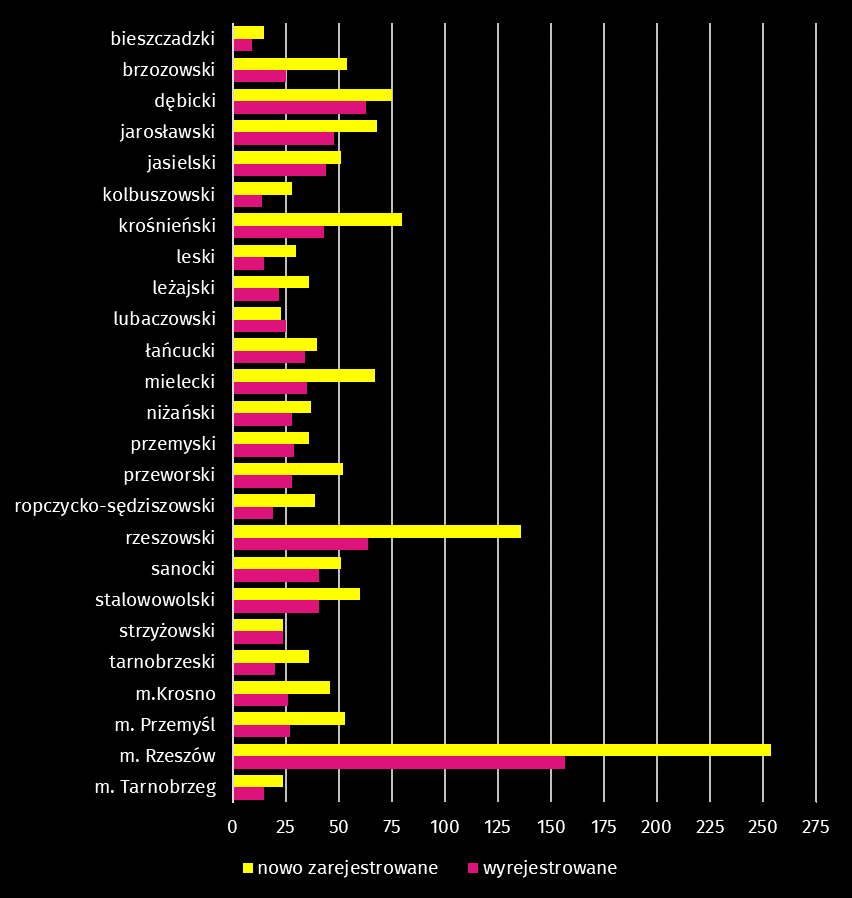 bieszczadzki
brzozowski
dębicki
jarosławski
jasielski
kolbuszowski
krośnieński
leski
leżajski
lubaczowski
łańcucki
mielecki
niżański
przemyski
przeworski
ropczycko-sędziszowski
rzeszowski
sanocki
stalowowolski
strzyżowski
tarnobrzeski
m.Krosno
m. Przemyśl
m. Rzeszów
m. Tarnobrzeg
0 25 50 75 100 125 150 175 200 225 250 275
nowo zarejestrowane wyrejestrowane